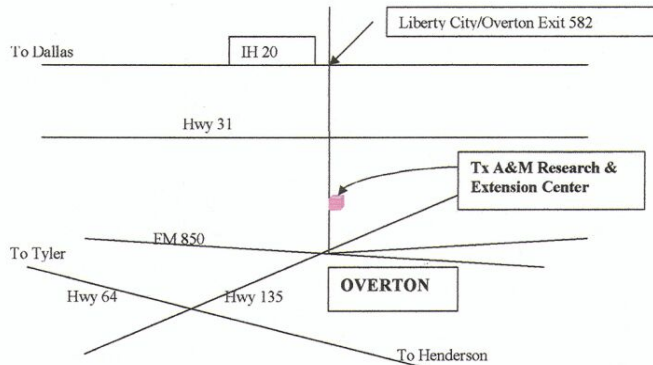 Liberty City/Overton Exit 582
To Dallas
IH 20
Hwy 31
Tx A&M Research &
Extension Center
FM 850
To Tyler
Hwy 64
Hwy 135
OVERTON
To Henderson